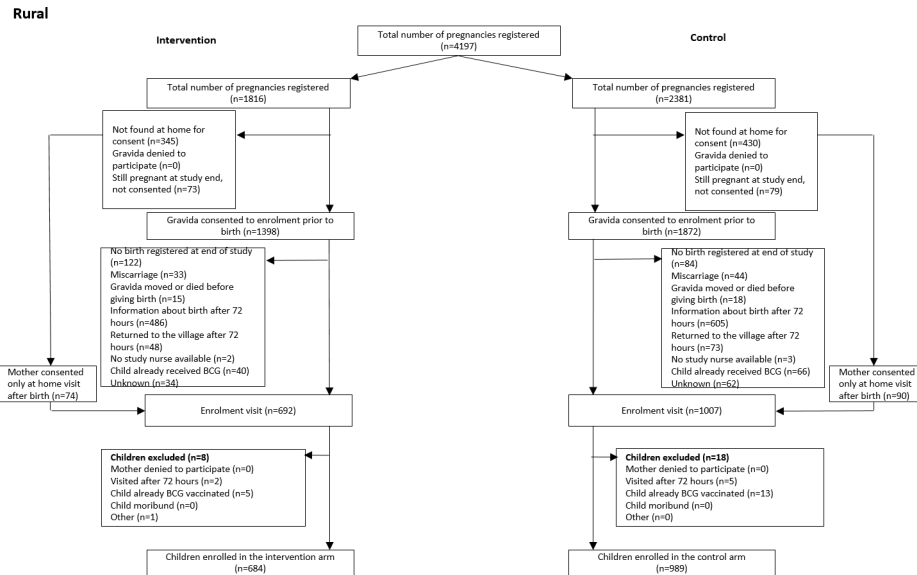 Rural
Total number of pregnancies registered
(n=4197)
Intervention
Control
Total number of pregnancies registered
(n=1816)
Total number of pregnancies registered
(n=2381)
Not found at home for
consent (n=345)
Gravida denied to
participate (n=0)
Still pregnant at study end,
not consented (n=73)
Not found at home for
consent (n=430)
Gravida denied to
participate (n=0)
Still pregnant at study end,
not consented (n=79)
Gravida consented to enrolment prior to
birth (n=1398)
Gravida consented to enrolment prior to
birth (n=1872)
No birth registered at end of study
(n=122)
Miscarriage (n=33)
Gravida moved or died before
giving birth (n=15)
Information about birth after 72
hours (n=486)
Returned to the village after 72
hours (n=48)
No study nurse available (n=2)
Child already received BCG (n=40)
Unknown (n=34)
No birth registered at end of study
(n=84)
Miscarriage (n=44)
Gravida moved or died before
giving birth (n=18)
Information about birth after 72
hours (n=605)
Returned to the village after 72
hours (n=73)
No study nurse available (n=3)
Child already received BCG (n=66)
Unknown (n=62)
Mother consented
only at home visit
after birth (n=74)
Mother consented
only at home visit
after birth (n=90)
Enrolment visit (n=692)
Enrolment visit (n=1007)
Children excluded (n=8)
Mother denied to participate (n=0)
Visited after 72 hours (n=2)
Child already BCG vaccinated (n=5)
Child moribund (n=0)
Other (n=1)
Children excluded (n=18)
Mother denied to participate (n=0)
Visited after 72 hours (n=5)
Child already BCG vaccinated (n=13)
Child moribund (n=0)
Other (n=0)
Children enrolled in the intervention arm
(n=684)
Children enrolled in the control arm
(n=989)